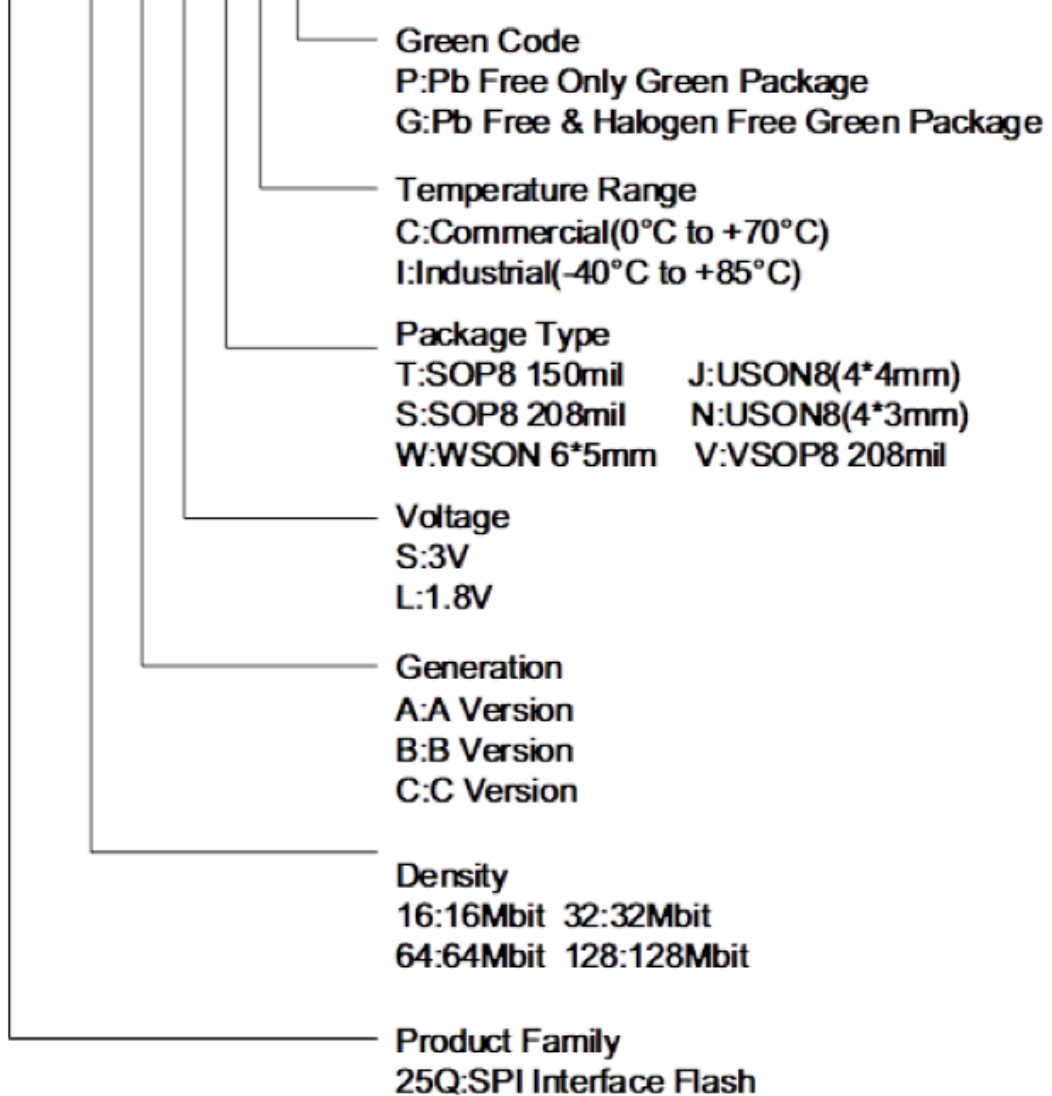 Green Code
P:Pb Free Only Green Package
G:Pb Free & Halogen Free Green Package
Temperature Range
C:Commercial(0°C to +70°C)
I:Industrial(-40°C to +85°C)
Package Type
T:SOP8 150mil J:USON8(4*4mm)
S:SOP8 208mil N:USON8(4*3mm)
W:WSON 6*5mm V:VSOP8 208mil
Voltage
S:3V
L:1.8V
Generation
A:A Version
B:B Version
C:C Version
Density
16:16Mbit 32:32Mbit
64:64Mbit 128:128Mbit
Product Family
25Q:SPI Interface Flash